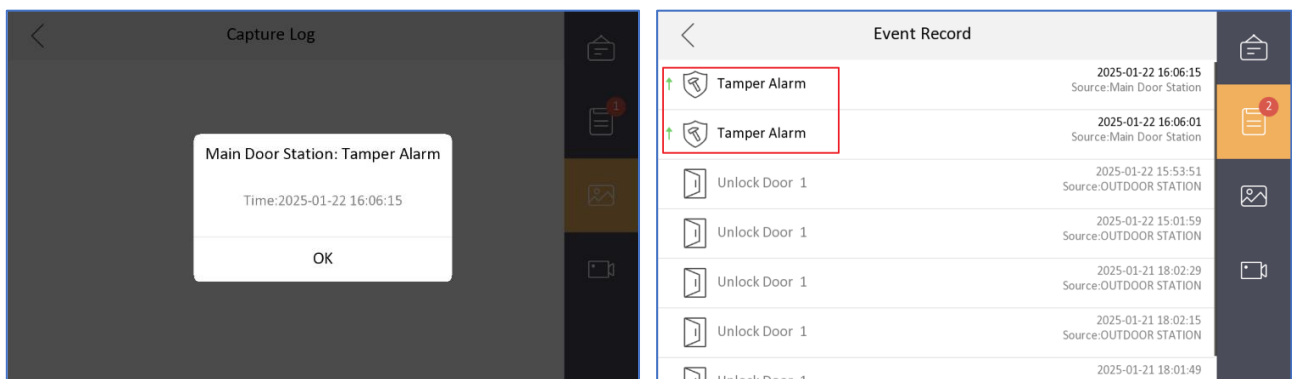 Capture Log
1
Main Door Station: Tamper Alarm
Time:2025-01-22 16:06:15
OK
Event Record
Tamper Alarm
2025-01-22 16:06:15
Source:Main Door Station
2
Tamper Alarm
2025-01-22 16:06:01
Source:Main Door Station
Unlock Door 1
2025-01-22 15:53:51
Source:OUTDOOR STATION
Unlock Door 1
2025-01-22 15:01:59
Source:OUTDOOR STATION
Unlock Door 1
2025-01-21 18:02:29
Source:OUTDOOR STATION
Unlock Door 1
2025-01-21 18:02:15
Source:OUTDOOR STATION
Unlock Door 1
2025-01-21 18:01:49